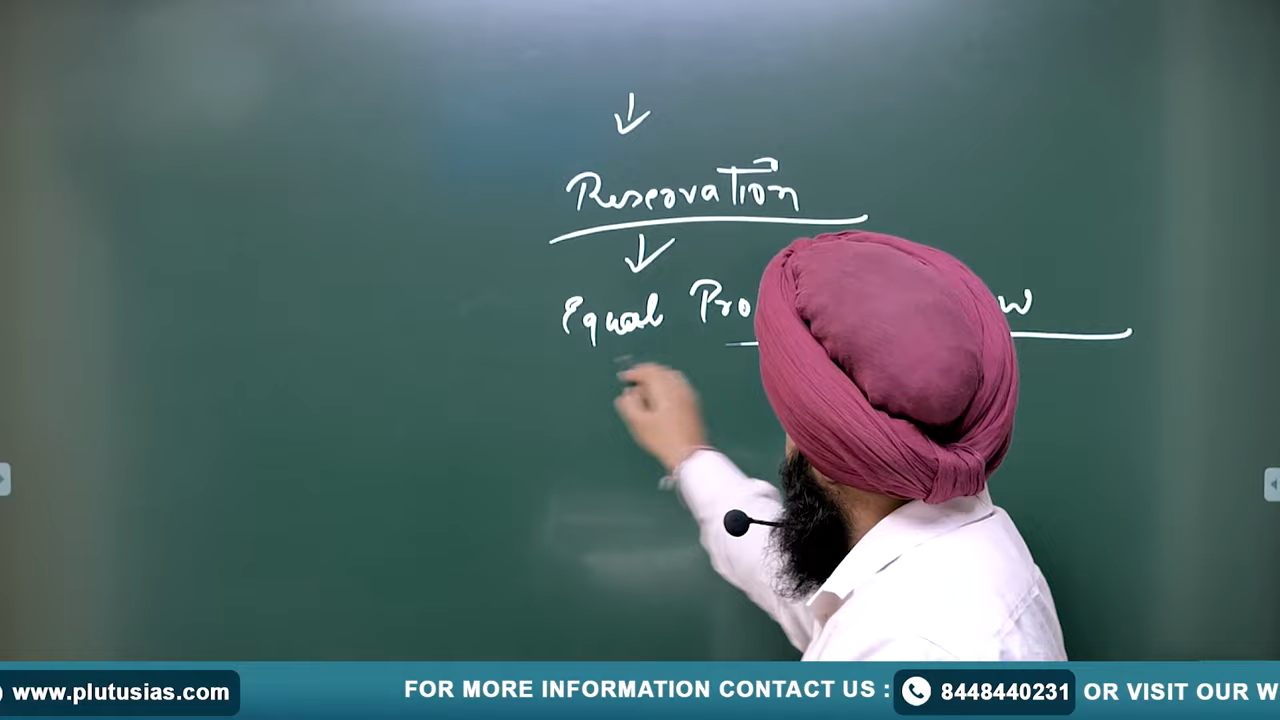 Reservation
Equal Pro w
www.plutusias.com
FOR MORE INFORMATION CONTACT US :
8448440231
OR VISIT OUR W